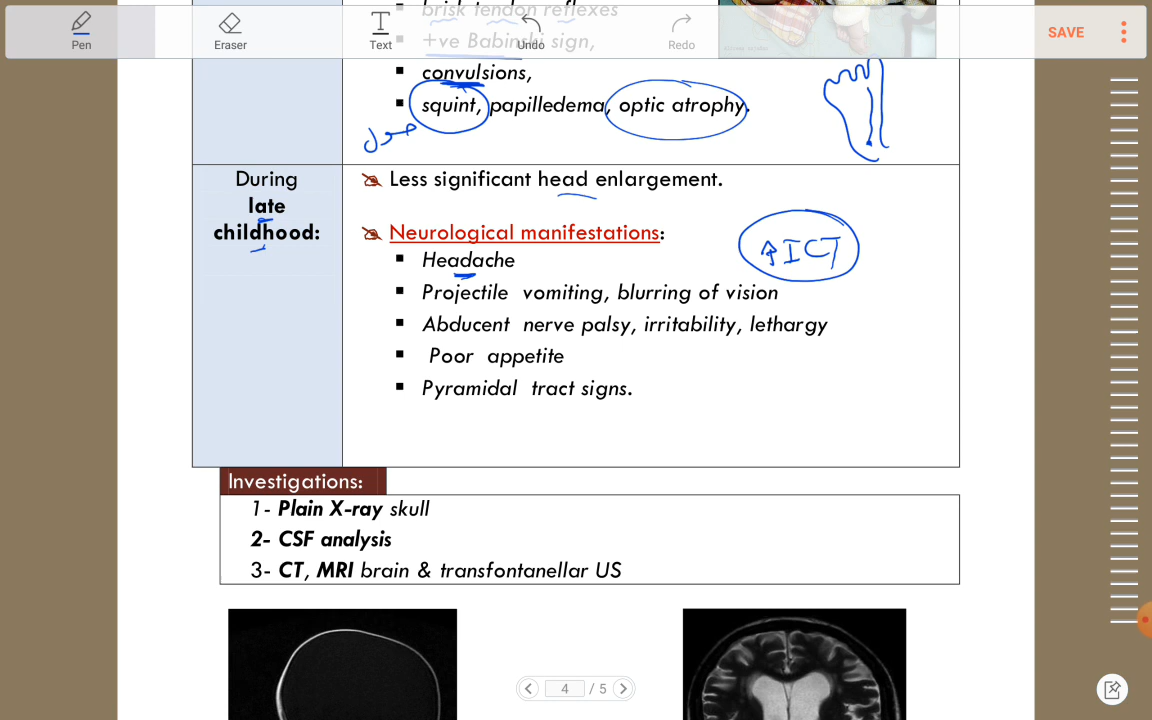 brisk tendon reflexes
+ve Babinski sign,
Pen
Eraser
Text
Undo
Redo
SAVE
convulsions,
squint, papilledema, optic atrophy.
During
late
childhood:
Less significant head enlargement.
Neurological manifestations:
↑ICT
Headache
Projectile vomiting, blurring of vision
Abducent nerve palsy, irritability, lethargy
Poor appetite
Pyramidal tract signs.
Investigations:
1- Plain X-ray skull
2- CSF analysis
3- CT, MRI brain & transfontanellar US
4 / 5